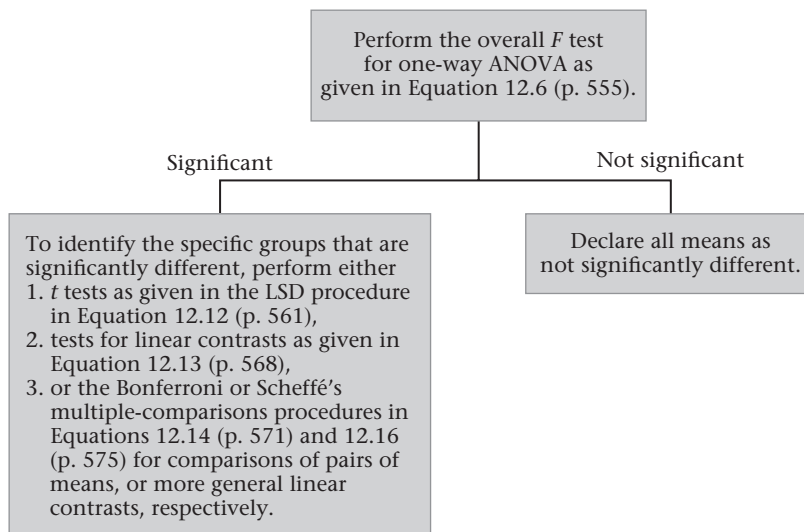 Perform the overall F test
for one-way ANOVA as
given in Equation 12.6 (p. 555).
Significant
Not significant
To identify the specific groups that are
significantly different, perform either
1. t tests as given in the LSD procedure
in Equation 12.12 (p. 561),
2. tests for linear contrasts as given in
Equation 12.13 (p. 568),
3. or the Bonferroni or Scheffé’s
multiple-comparisons procedures in
Equations 12.14 (p. 571) and 12.16
(p. 575) for comparisons of pairs of
means, or more general linear
contrasts, respectively.
Declare all means as
not significantly different.